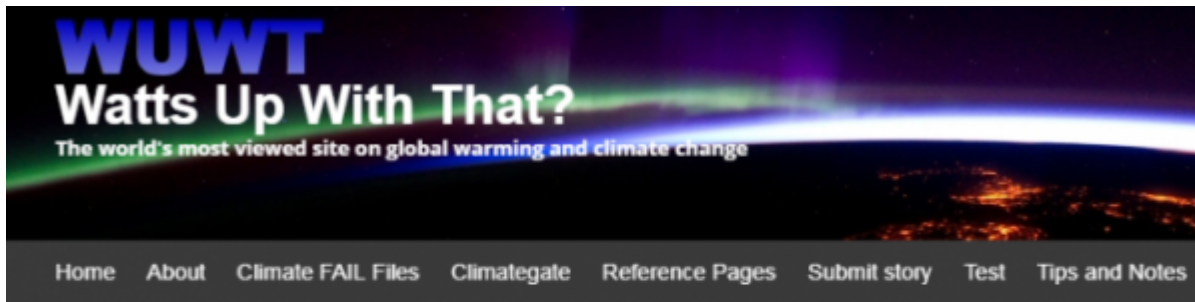 WUWT
Watts Up With That?
The world's most viewed site on global warming and climate change
Home About Climate FAIL Files Climategate Reference Pages Submit story Test Tips and Notes